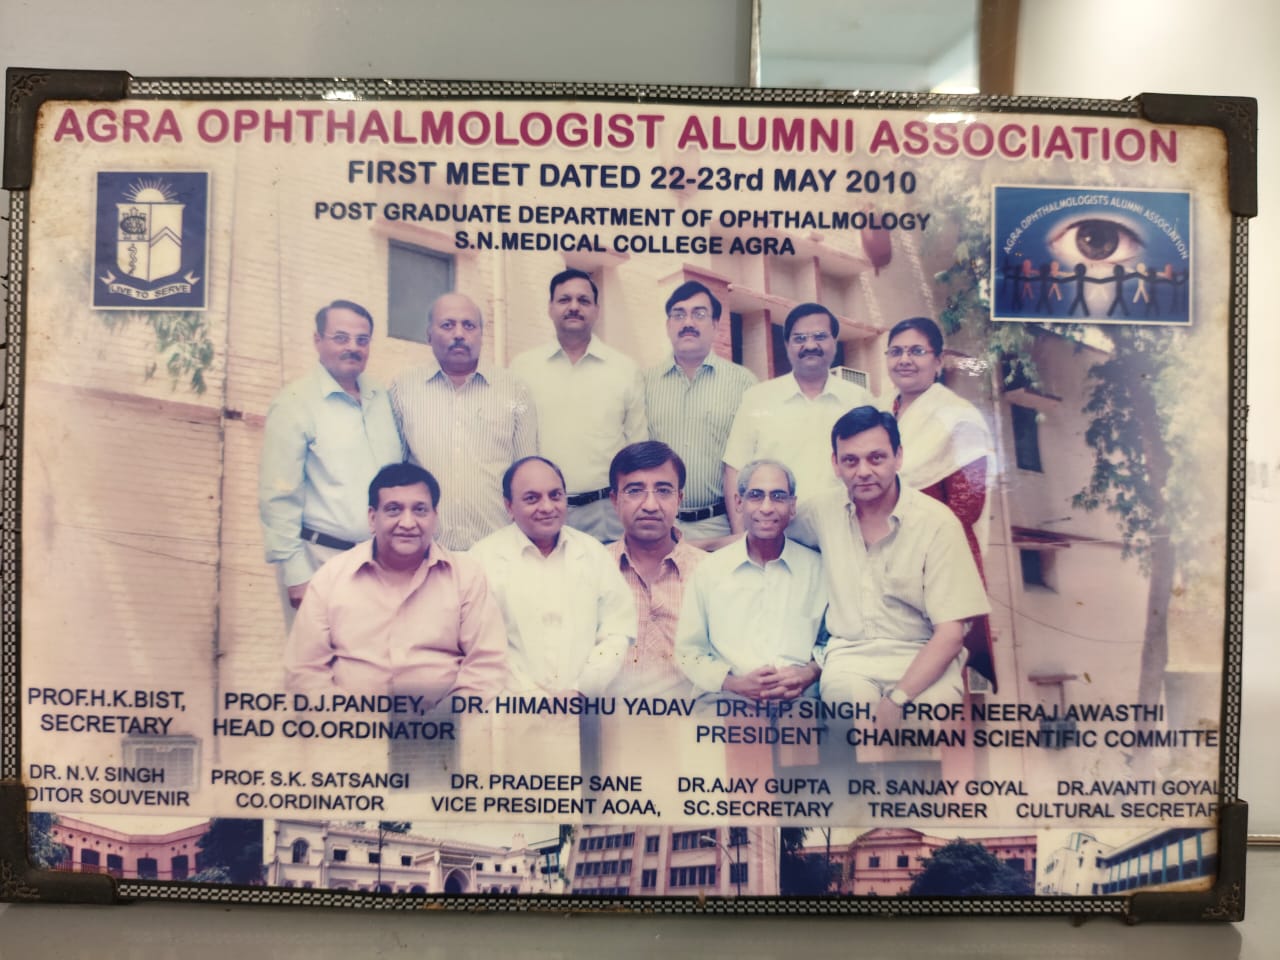 AGRA OPHTHALMOLOGIST ALUMNI ASSOCIATION
FIRST MEET DATED 22-23rd MAY 2010
POST GRADUATE DEPARTMENT OF OPHTHALMOLOGY
S.N.MEDICAL COLLEGE AGRA
LIVE TO SERVE
AGRA OPHTHALMOLOGISTS ALUMNI ASSOCIATION
PROF.H.K.BIST, PROF. D.J.PANDEY, DR. HIMANSHU YADAV DR.H.P. SINGH, PROF. NEERAJ AWASTHI
SECRETARY HEAD CO.ORDINATOR PRESIDENT CHAIRMAN SCIENTIFIC COMMITTE
DR. N.V. SINGH PROF. S.K. SATSANGI DR. PRADEEP SANE DR.AJAY GUPTA DR. SANJAY GOYAL DR.AVANTI GOYAL
DITOR SOUVENIR CO.ORDINATOR VICE PRESIDENT AOAA, SC.SECRETARY TREASURER CULTURAL SECRETAR